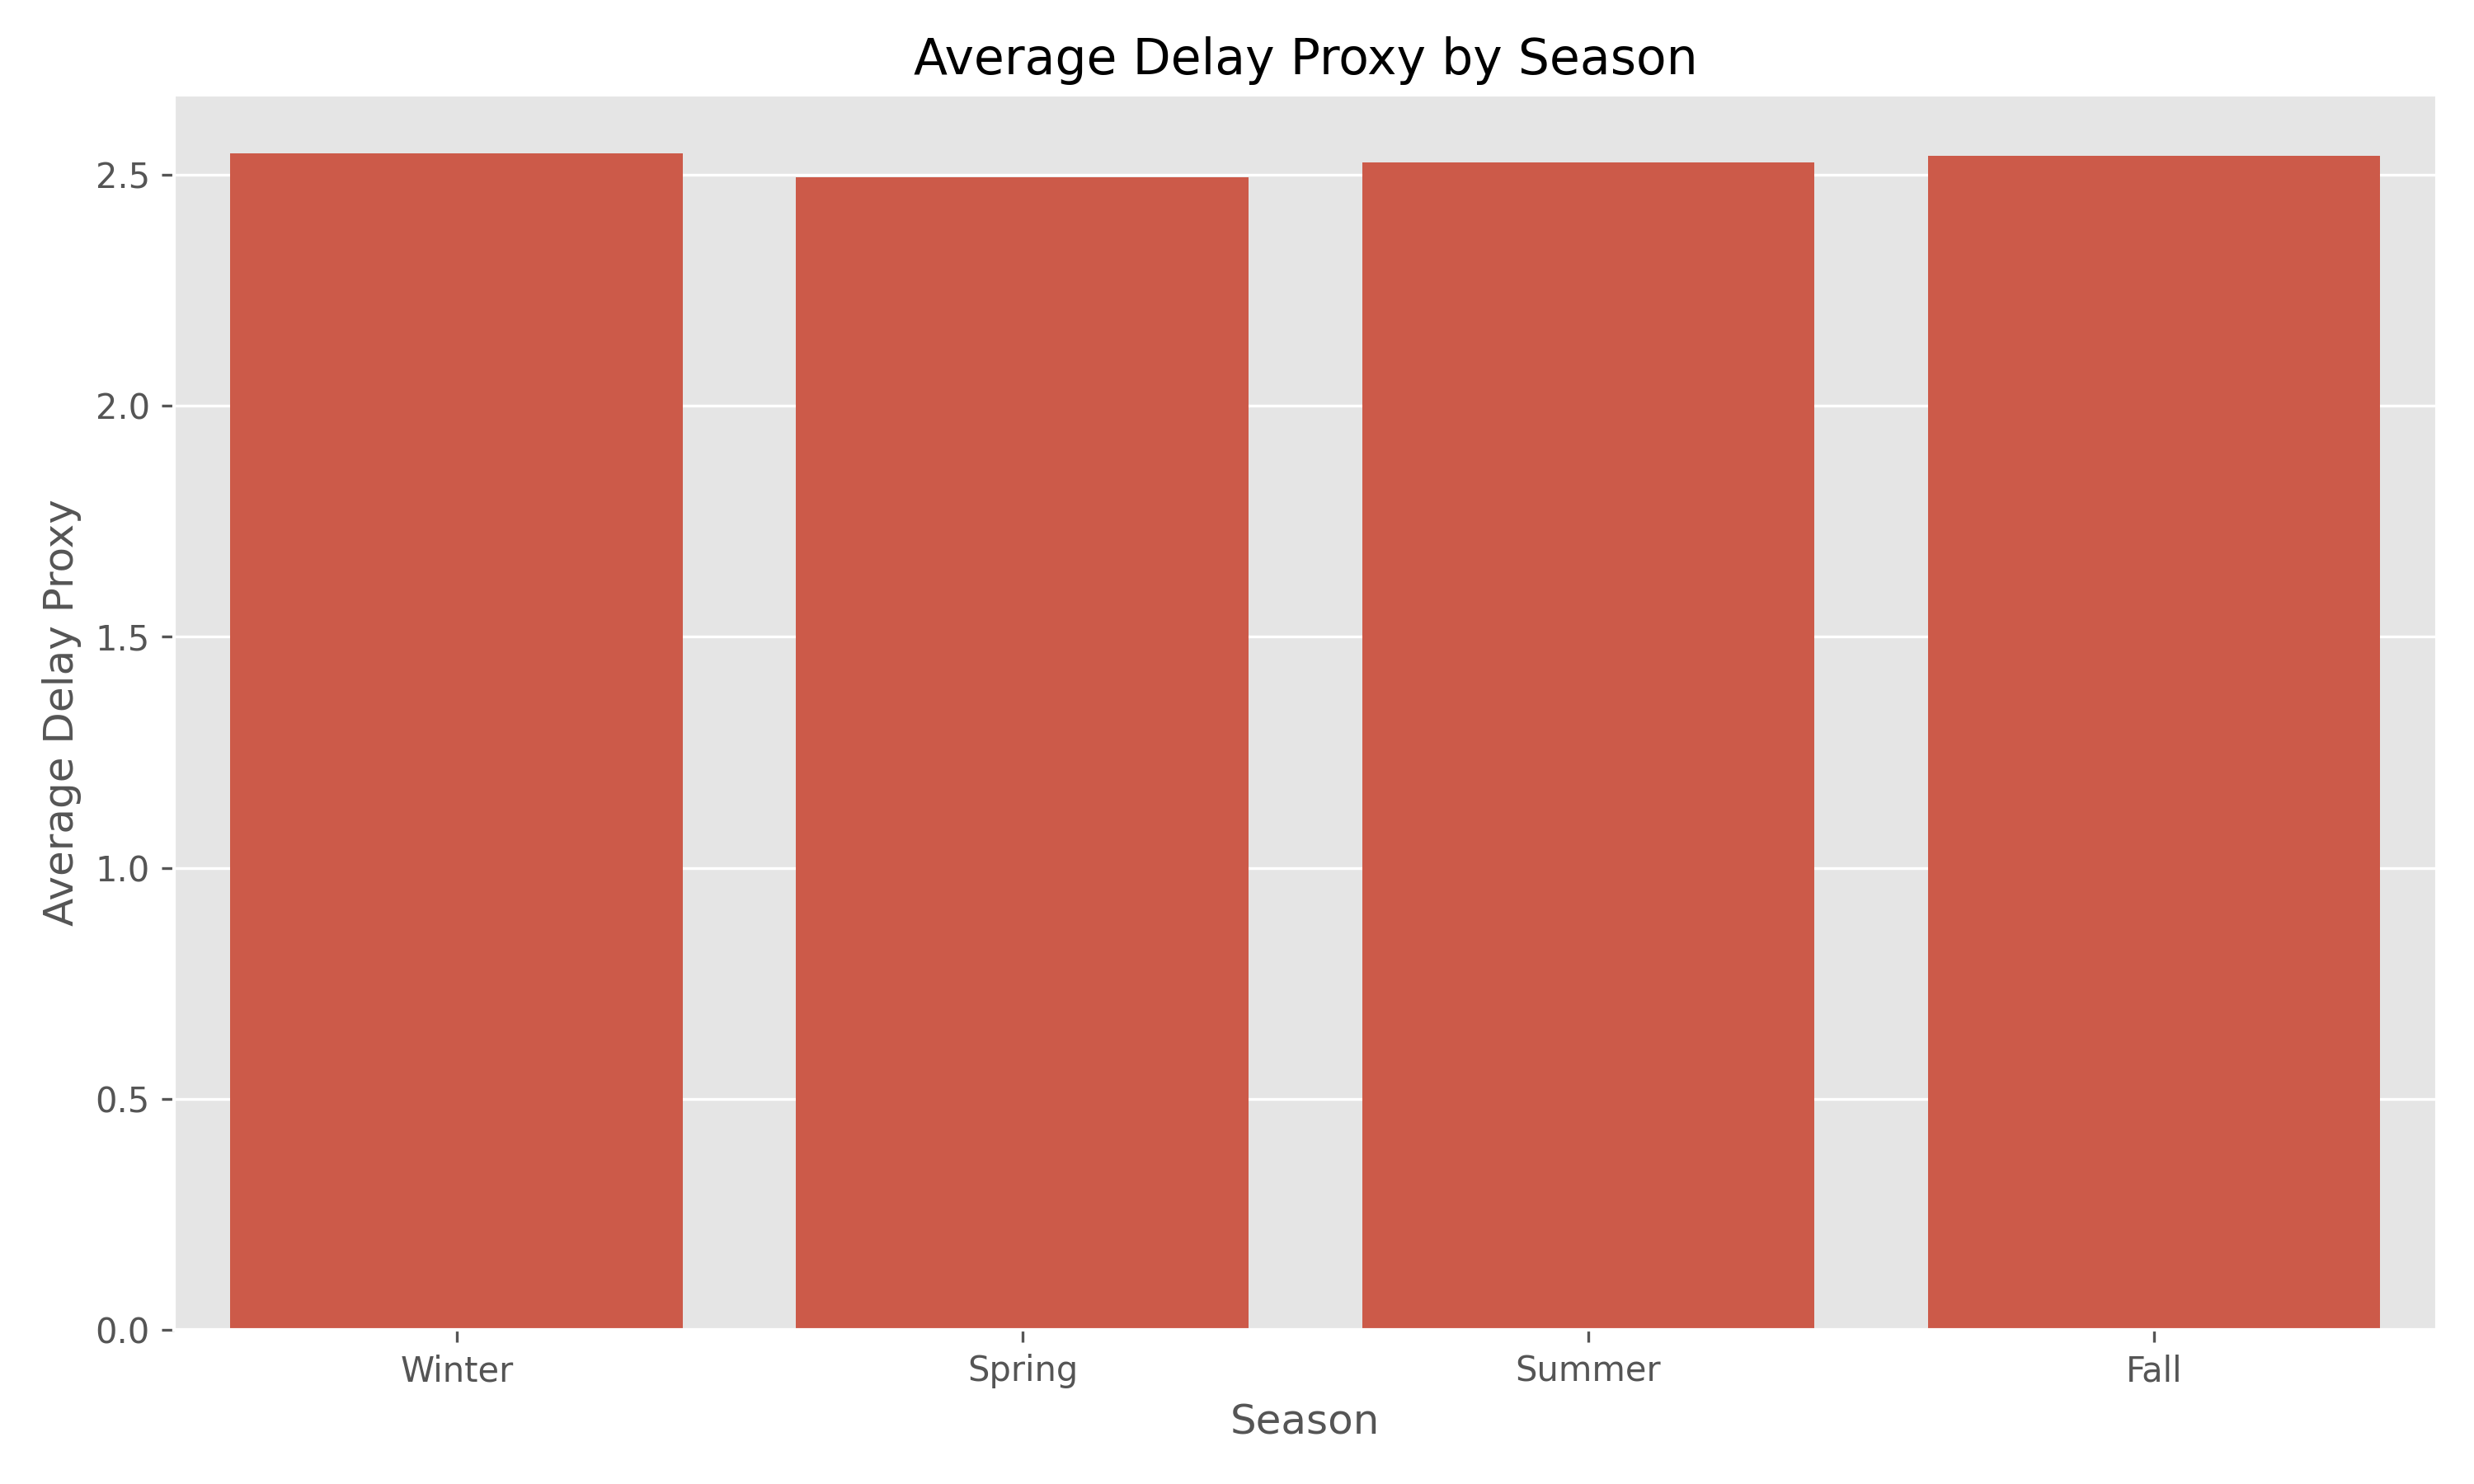 Average Delay Proxy by Season
Average Delay Proxy
2.5
2.0
1.5
1.0
0.5
0.0
Winter
Spring
Summer
Fall
Season